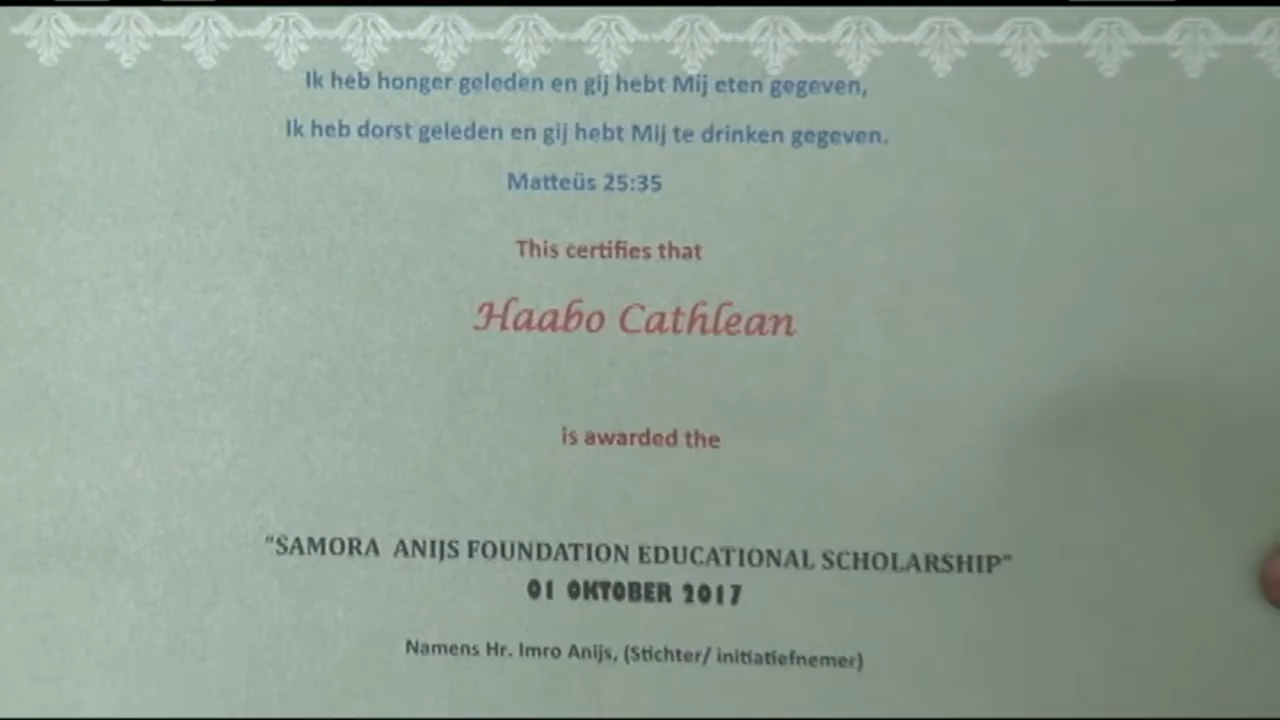 Ik heb honger geleden en gij hebt Mij eten gegeven,
Ik heb dorst geleden en gij hebt Mij te drinken gegeven.
Matteüs 25:35
This certifies that
Haabo Cathlean
is awarded the
"SAMORA ANIJS FOUNDATION EDUCATIONAL SCHOLARSHIP"
01 OKTOBER 2017
Namens Hr. Imro Anijs, (Stichter/ initiatiefnemer)